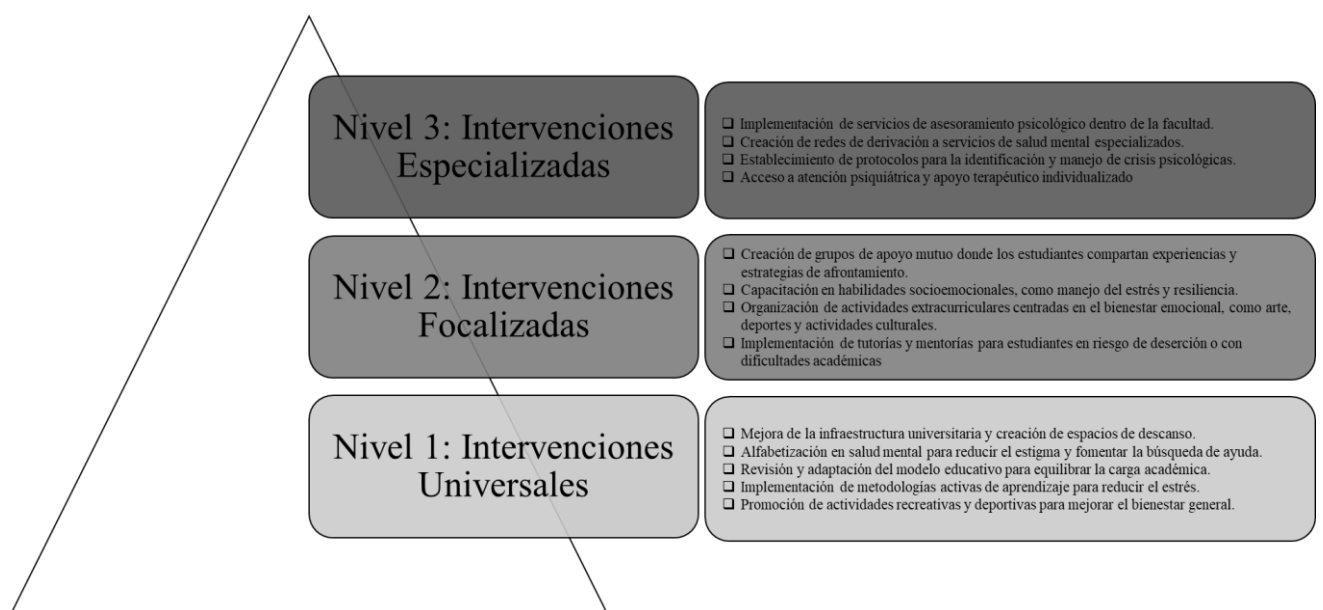 Nivel 3: Intervenciones
Especializadas
❑ Implementación de servicios de asesoramiento psicológico dentro de la facultad.
❑ Creación de redes de derivación a servicios de salud mental especializados.
❑ Establecimiento de protocolos para la identificación y manejo de crisis psicológicas.
❑ Acceso a atención psiquiátrica y apoyo terapéutico individualizado
Nivel 2: Intervenciones
Focalizadas
❑ Creación de grupos de apoyo mutuo donde los estudiantes compartan experiencias y
estrategias de afrontamiento.
❑ Capacitación en habilidades socioemocionales, como manejo del estrés y resiliencia.
❑ Organización de actividades extracurriculares centradas en el bienestar emocional, como arte,
deportes y actividades culturales.
❑ Implementación de tutorías y mentorías para estudiantes en riesgo de deserción o con
dificultades académicas
Nivel 1: Intervenciones
Universales
❑ Mejora de la infraestructura universitaria y creación de espacios de descanso.
❑ Alfabetización en salud mental para reducir el estigma y fomentar la búsqueda de ayuda.
❑ Revisión y adaptación del modelo educativo para equilibrar la carga académica.
❑ Implementación de metodologías activas de aprendizaje para reducir el estrés.
❑ Promoción de actividades recreativas y deportivas para mejorar el bienestar general.